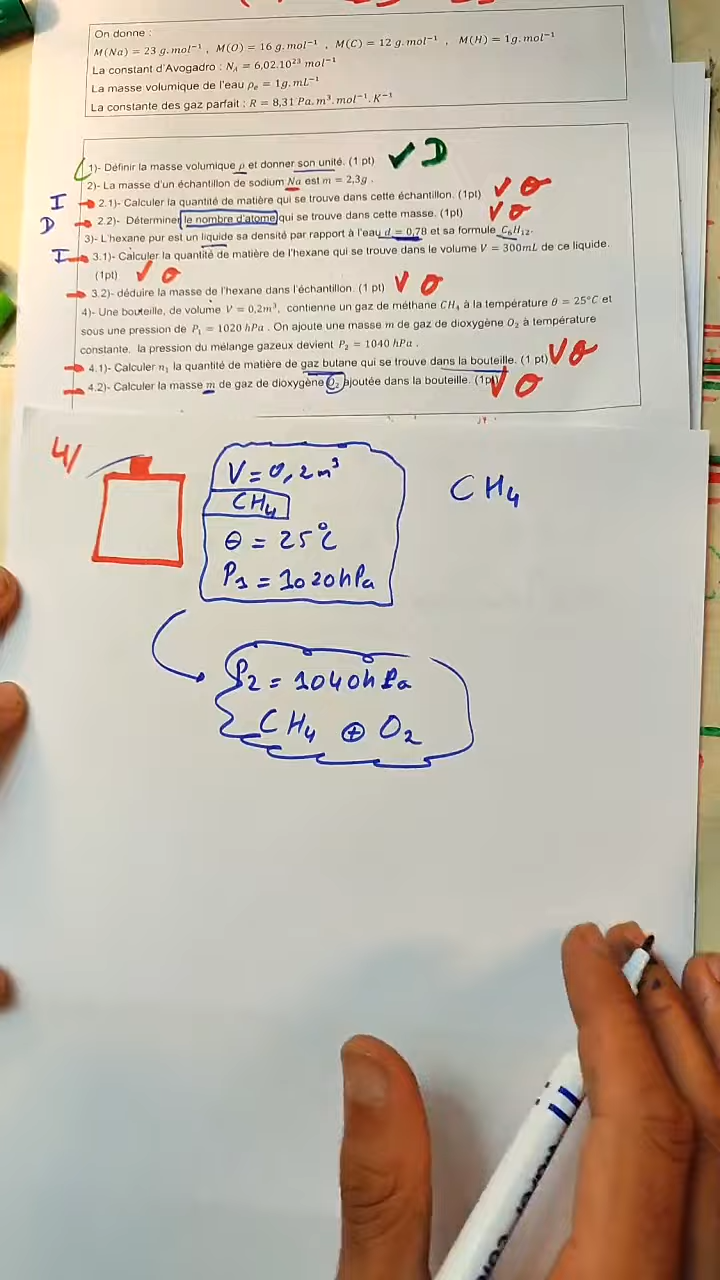 On donne :
M(Na) = 23 g.mol⁻¹ , M(O) = 16 g.mol⁻¹ , M(C) = 12 g.mol⁻¹ , M(H) = 1g.mol⁻¹
La constant d'Avogadro : N_A = 6,02.10²³ mol⁻¹
La masse volumique de l'eau ρ_e = 1g.mL⁻¹
La constante des gaz parfait : R = 8,31 Pa.m³.mol⁻¹.K⁻¹
1)- Définir la masse volumique ρ et donner son unité. (1 pt) D
2)- La masse d'un échantillon de sodium Na est m = 2,3g .
I 2.1)- Calculer la quantité de matière qui se trouve dans cette échantillon. (1pt)
D 2.2)- Déterminer le nombre d'atome qui se trouve dans cette masse. (1pt)
3)- L'hexane pur est un liquide sa densité par rapport à l'eau d = 0,78 et sa formule C₆H₁₂.
I 3.1)- Calculer la quantité de matière de l'hexane qui se trouve dans le volume V = 300mL de ce liquide.
(1pt)
3.2)- déduire la masse de l'hexane dans l'échantillon. (1 pt)
4)- Une bouteille, de volume V = 0,2m³, contienne un gaz de méthane CH₄ à la température θ = 25°C et
sous une pression de P₁ = 1020 hPa . On ajoute une masse m de gaz de dioxygène O₂ à température
constante, la pression du mélange gazeux devient P₂ = 1040 hPa .
4.1)- Calculer n₁ la quantité de matière de gaz butane qui se trouve dans la bouteille. (1 pt)
4.2)- Calculer la masse m de gaz de dioxygène O₂ ajoutée dans la bouteille. (1pt)
4/
V = 0,2m³
CH₄
θ = 25°C
P₁ = 1020hPa
CH₄
P₂ = 1040hPa
CH₄ ⊕ O₂